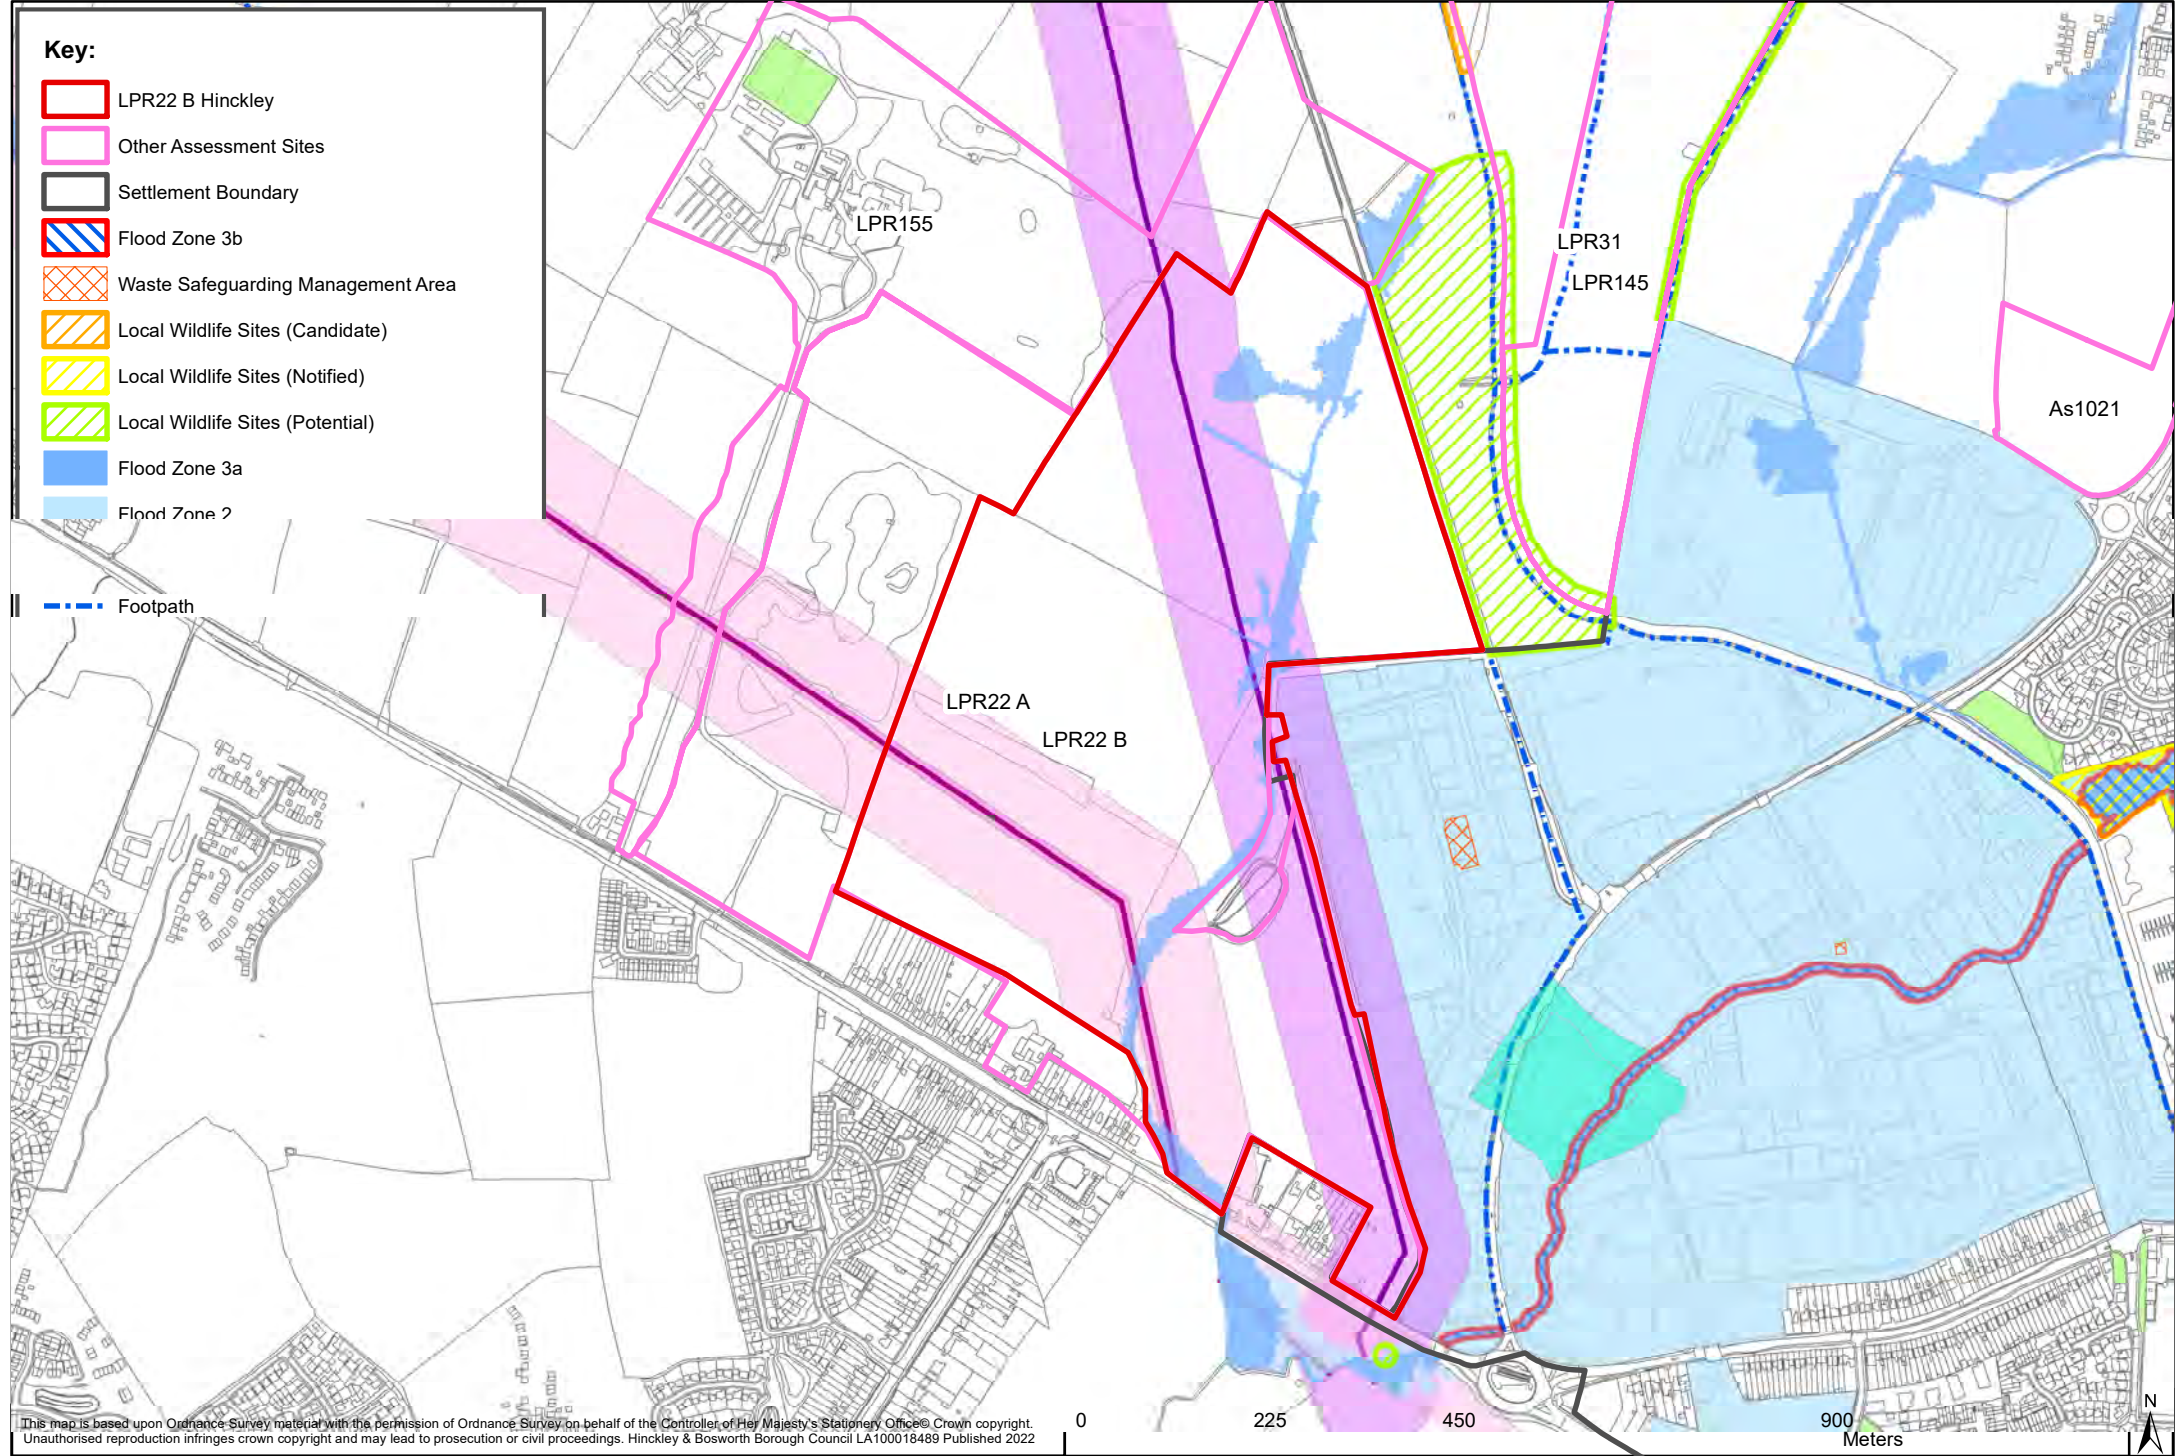 Key:
LPR22 B Hinckley
Other Assessment Sites
Settlement Boundary
Flood Zone 3b
Waste Safeguarding Management Area
Local Wildlife Sites (Candidate)
Local Wildlife Sites (Notified)
Local Wildlife Sites (Potential)
Flood Zone 3a
Flood Zone 2
Footpath
LPR155
LPR31
LPR145
As1021
LPR22 A
LPR22 B
This map is based upon Ordnance Survey material with the permission of Ordnance Survey on behalf of the Controller of Her Majesty's Stationery Office© Crown copyright.
Unauthorised reproduction infringes crown copyright and may lead to prosecution or civil proceedings. Hinckley & Bosworth Borough Council LA100018489 Published 2022
0 225 450 900
Meters
N